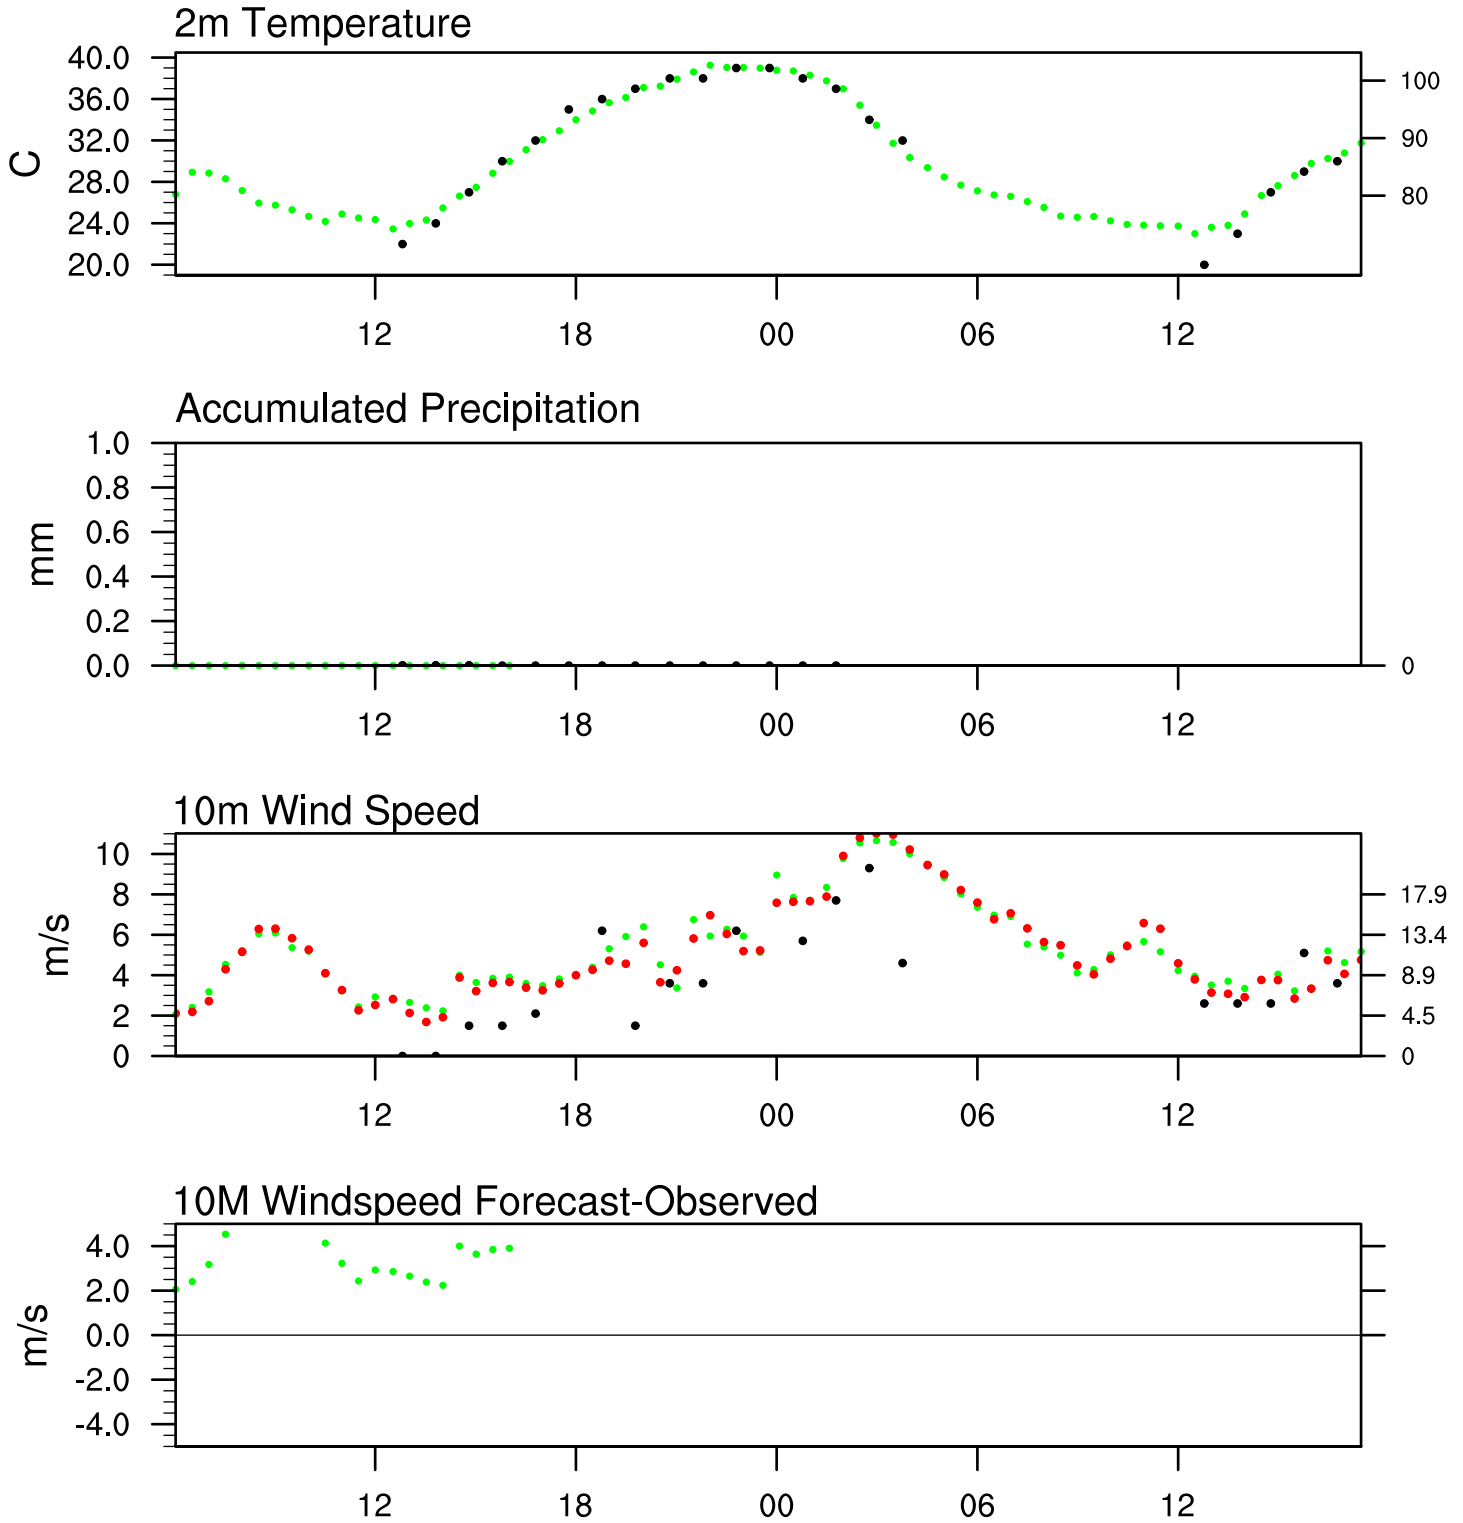 2m Temperature
40.0
36.0
32.0
28.0
24.0
20.0
C
100
90
80
12 18 00 06 12
Accumulated Precipitation
1.0
0.8
0.6
0.4
0.2
0.0
mm
0
12 18 00 06 12
10m Wind Speed
10
8
6
4
2
0
m/s
17.9
13.4
8.9
4.5
0
12 18 00 06 12
10M Windspeed Forecast-Observed
4.0
2.0
0.0
-2.0
-4.0
m/s
12 18 00 06 12